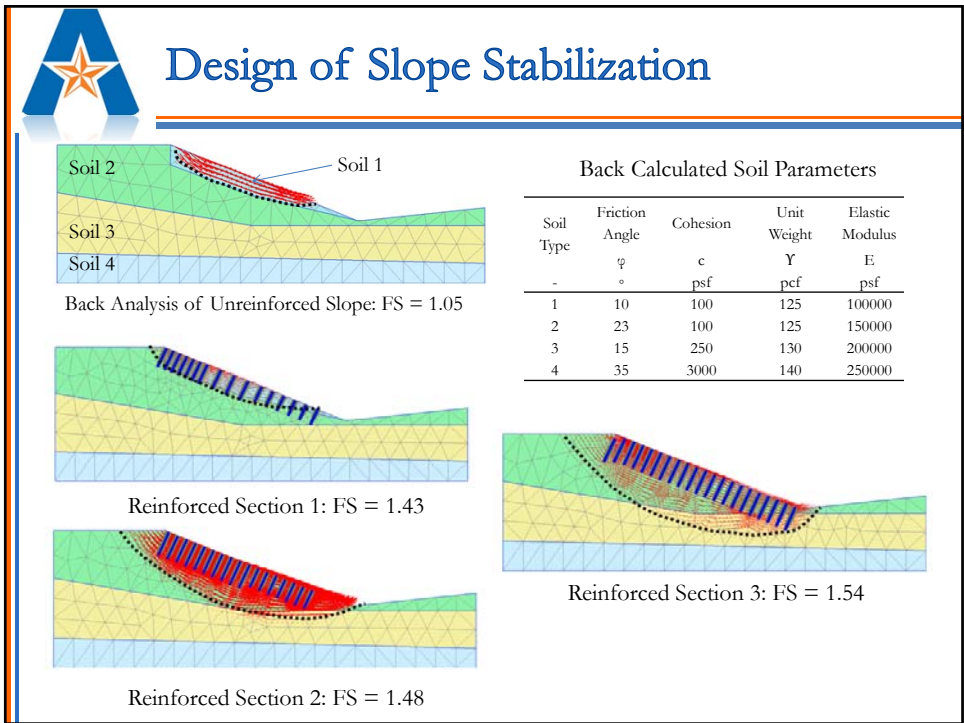 Design of Slope Stabilization
Soil 2
Soil 1
Soil 3
Soil 4
Back Analysis of Unreinforced Slope: FS = 1.05
Back Calculated Soil Parameters
Soil Type Friction Angle Cohesion Unit Weight Elastic Modulus
φ c ϒ E
- ° psf pcf psf
1 10 100 125 100000
2 23 100 125 150000
3 15 250 130 200000
4 35 3000 140 250000
Reinforced Section 1: FS = 1.43
Reinforced Section 2: FS = 1.48
Reinforced Section 3: FS = 1.54